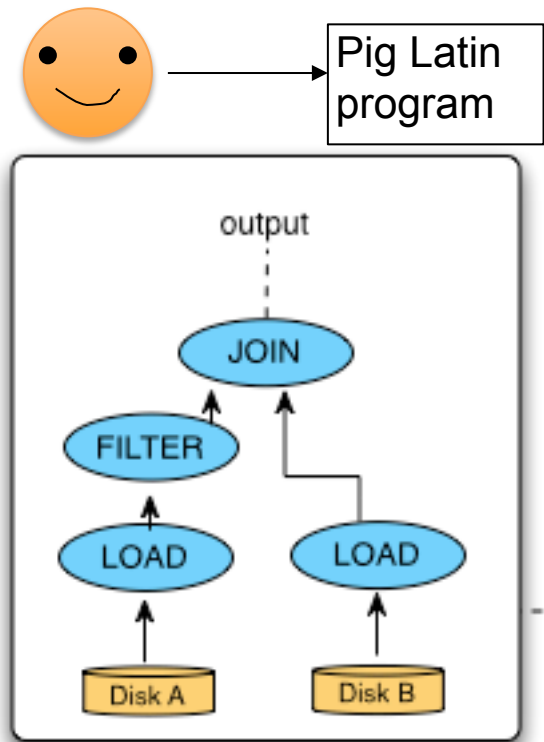 Pig Latin
program
output
JOIN
FILTER
LOAD
LOAD
Disk A
Disk B